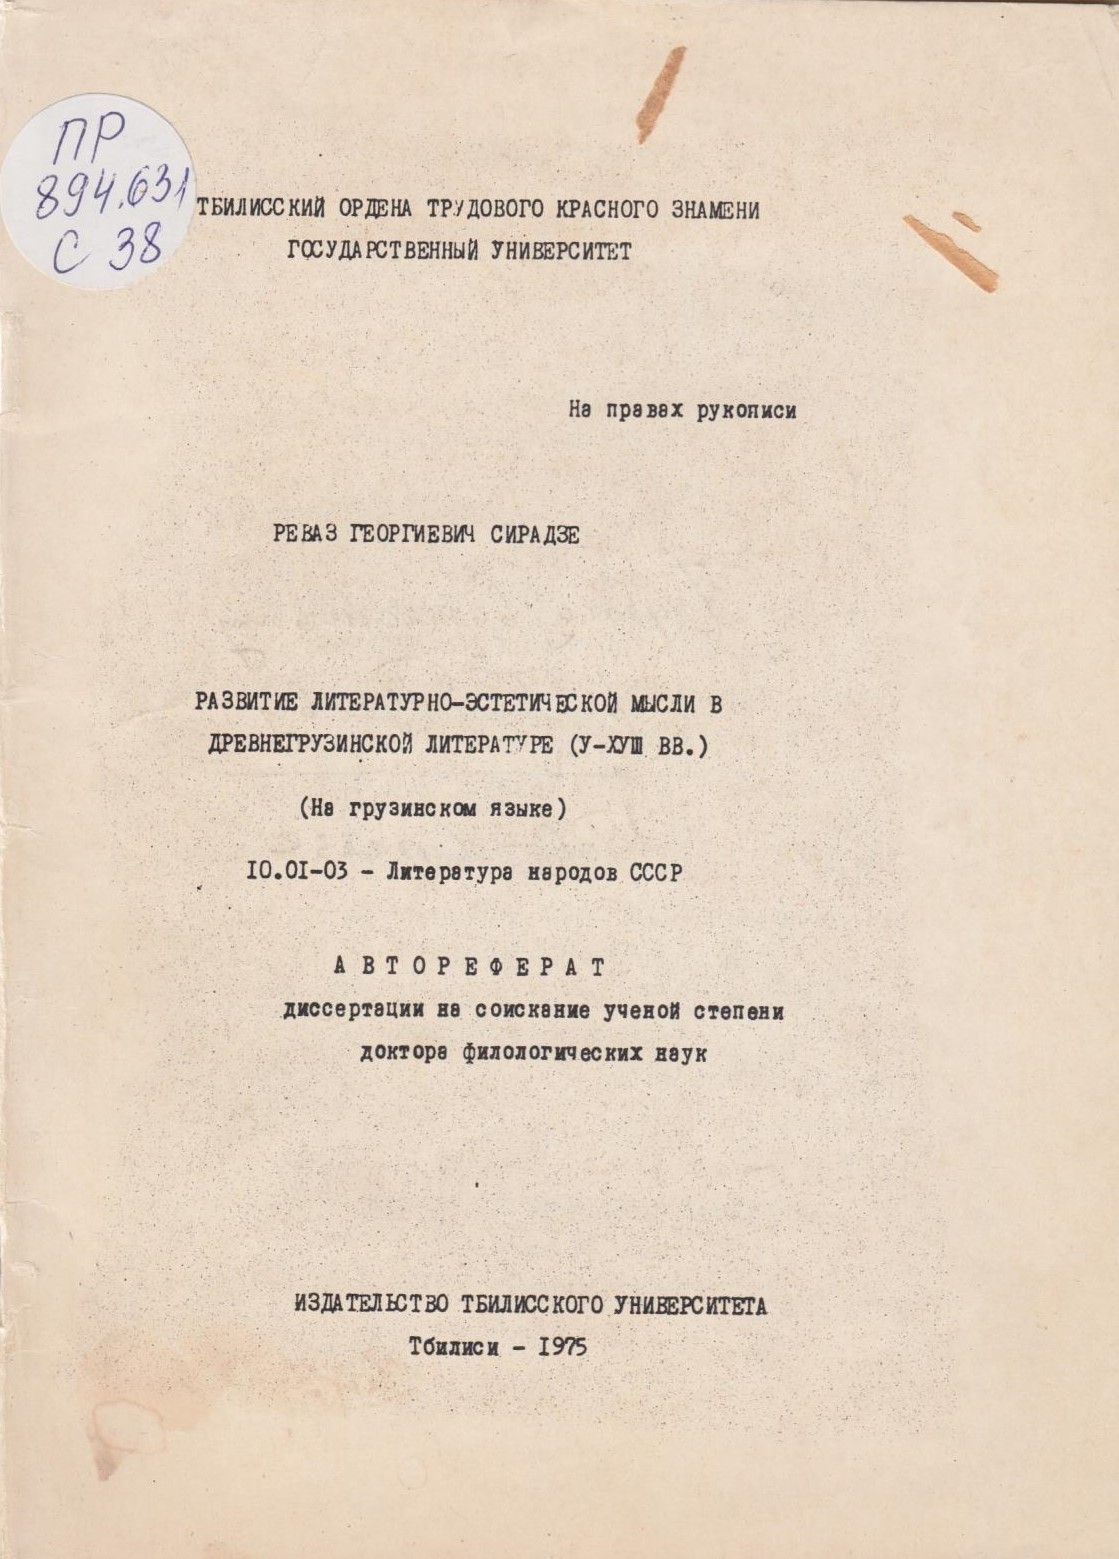 ПР
894.631
С 38
ТБИЛИССКИЙ ОРДЕНА ТРУДОВОГО КРАСНОГО ЗНАМЕНИ
ГОСУДАРСТВЕННЫЙ УНИВЕРСИТЕТ
На правах рукописи
РЕВАЗ ГЕОРГИЕВИЧ СИРАДЗЕ
РАЗВИТИЕ ЛИТЕРАТУРНО-ЭСТЕТИЧЕСКОЙ МЫСЛИ В
ДРЕВНЕГРУЗИНСКОЙ ЛИТЕРАТУРЕ (У-ХУШ ВВ.)
(На грузинском языке)
10.01-03 - Литература народов СССР
А В Т О Р Е Ф Е Р А Т
диссертации на соискание ученой степени
доктора филологических наук
ИЗДАТЕЛЬСТВО ТБИЛИССКОГО УНИВЕРСИТЕТА
Тбилиси - 1975